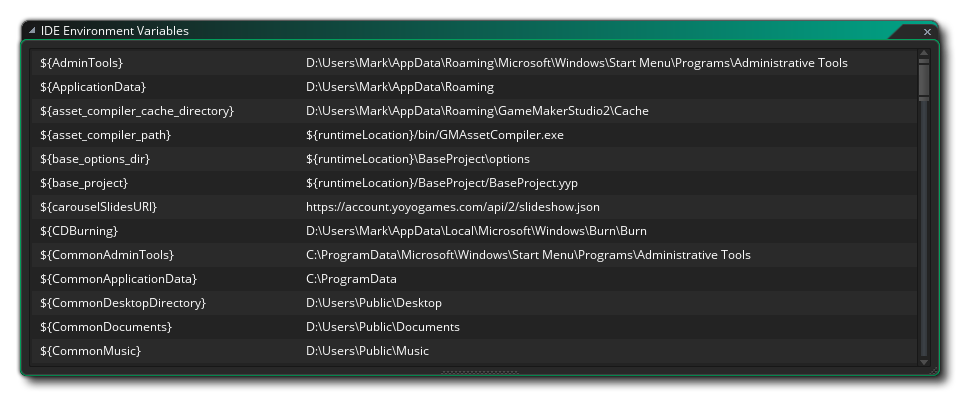 IDE Environment Variables
${AdminTools} D:\Users\Mark\AppData\Roaming\Microsoft\Windows\Start Menu\Programs\Administrative Tools
${ApplicationData} D:\Users\Mark\AppData\Roaming
${asset_compiler_cache_directory} D:\Users\Mark\AppData\Roaming\GameMakerStudio2\Cache
${asset_compiler_path} ${runtimeLocation}/bin/GMAssetCompiler.exe
${base_options_dir} ${runtimeLocation}\BaseProject\options
${base_project} ${runtimeLocation}/BaseProject/BaseProject.yyp
${carouselSlidesURI} https://account.yoyogames.com/api/2/slideshow.json
${CDBurning} D:\Users\Mark\AppData\Local\Microsoft\Windows\Burn\Burn
${CommonAdminTools} C:\ProgramData\Microsoft\Windows\Start Menu\Programs\Administrative Tools
${CommonApplicationData} C:\ProgramData
${CommonDesktopDirectory} D:\Users\Public\Desktop
${CommonDocuments} D:\Users\Public\Documents
${CommonMusic} D:\Users\Public\Music